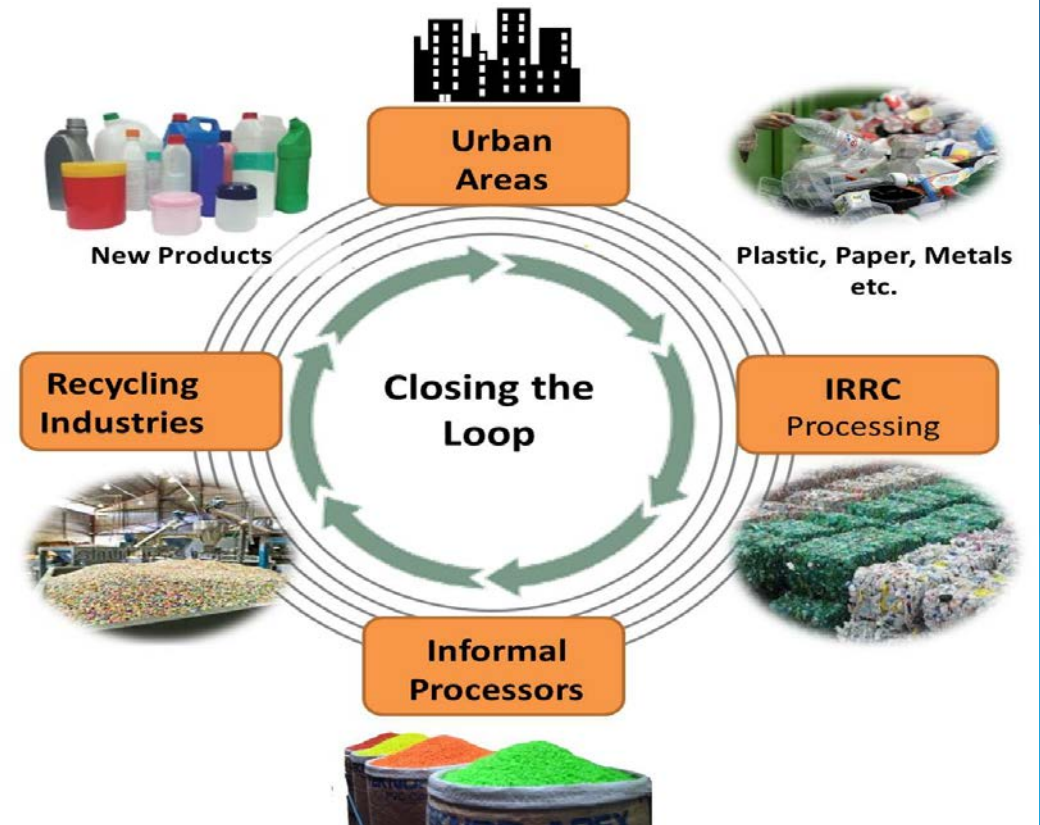 Urban
Areas
New Products
Plastic, Paper, Metals
etc.
Recycling
Industries
Closing the
Loop
IRRC
Processing
Informal
Processors